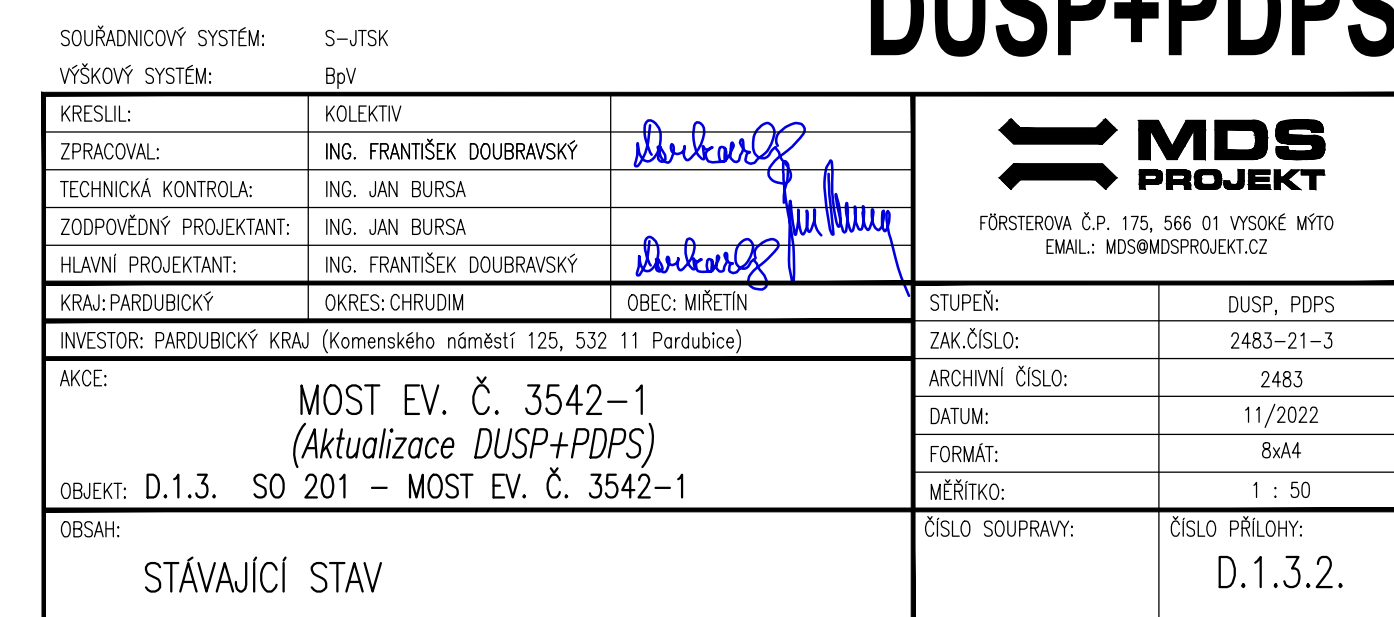 DUSP+PDPS
SOUŘADNICOVÝ SYSTÉM: S-JTSK
VÝŠKOVÝ SYSTÉM: BpV
KRESLIL: KOLEKTIV
ZPRACOVAL: ING. FRANTIŠEK DOUBRAVSKÝ
TECHNICKÁ KONTROLA: ING. JAN BURSA
ZODPOVĚDNÝ PROJEKTANT: ING. JAN BURSA
HLAVNÍ PROJEKTANT: ING. FRANTIŠEK DOUBRAVSKÝ
MDS
PROJEKT
FÖRSTEROVA Č.P. 175, 566 01 VYSOKÉ MÝTO
EMAIL.: MDS@MDSPROJEKT.CZ
KRAJ: PARDUBICKÝ OKRES: CHRUDIM OBEC: MIŘETÍN
INVESTOR: PARDUBICKÝ KRAJ (Komenského náměstí 125, 532 11 Pardubice)
AKCE:
MOST EV. Č. 3542-1
(Aktualizace DUSP+PDPS)
OBJEKT: D.1.3. SO 201 – MOST EV. Č. 3542-1
OBSAH:
STÁVAJÍCÍ STAV
STUPEŇ: DUSP, PDPS
ZAK.ČÍSLO: 2483-21-3
ARCHIVNÍ ČÍSLO: 2483
DATUM: 11/2022
FORMÁT: 8xA4
MĚŘÍTKO: 1 : 50
ČÍSLO SOUPRAVY: ČÍSLO PŘÍLOHY:
D.1.3.2.